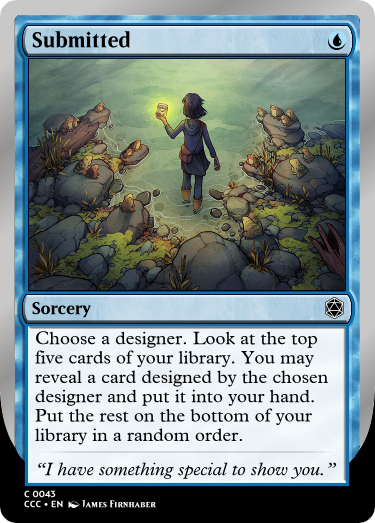 Submitted
Sorcery
Choose a designer. Look at the top
five cards of your library. You may
reveal a card designed by the chosen
designer and put it into your hand.
Put the rest on the bottom of your
library in a random order.
“I have something special to show you.”
C 0043
CCC • EN James Firnhaber